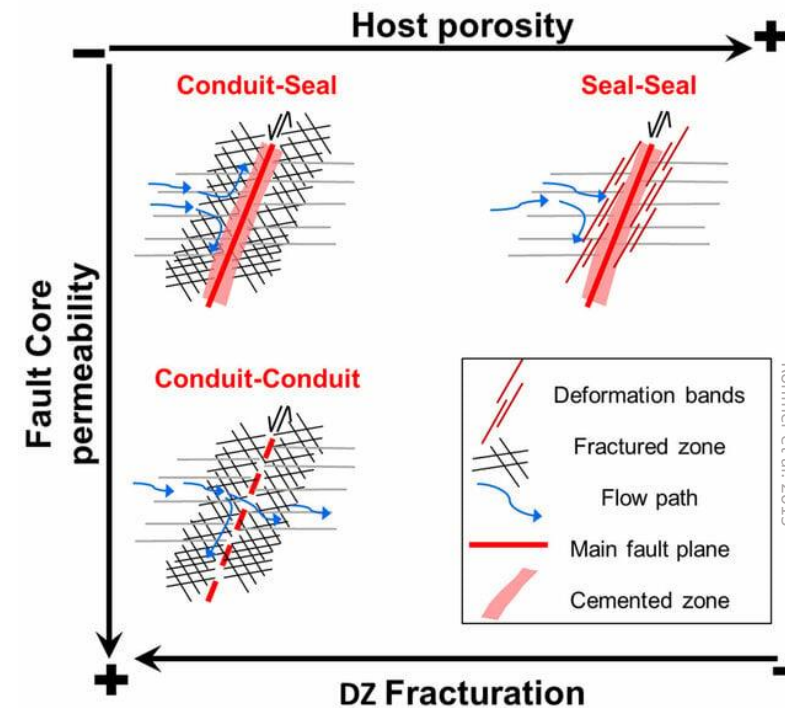 Host porosity
Conduit-Seal
Seal-Seal
Fault Core
permeability
Conduit-Conduit
Deformation bands
Fractured zone
Flow path
Main fault plane
Cemented zone
DZ Fracturation